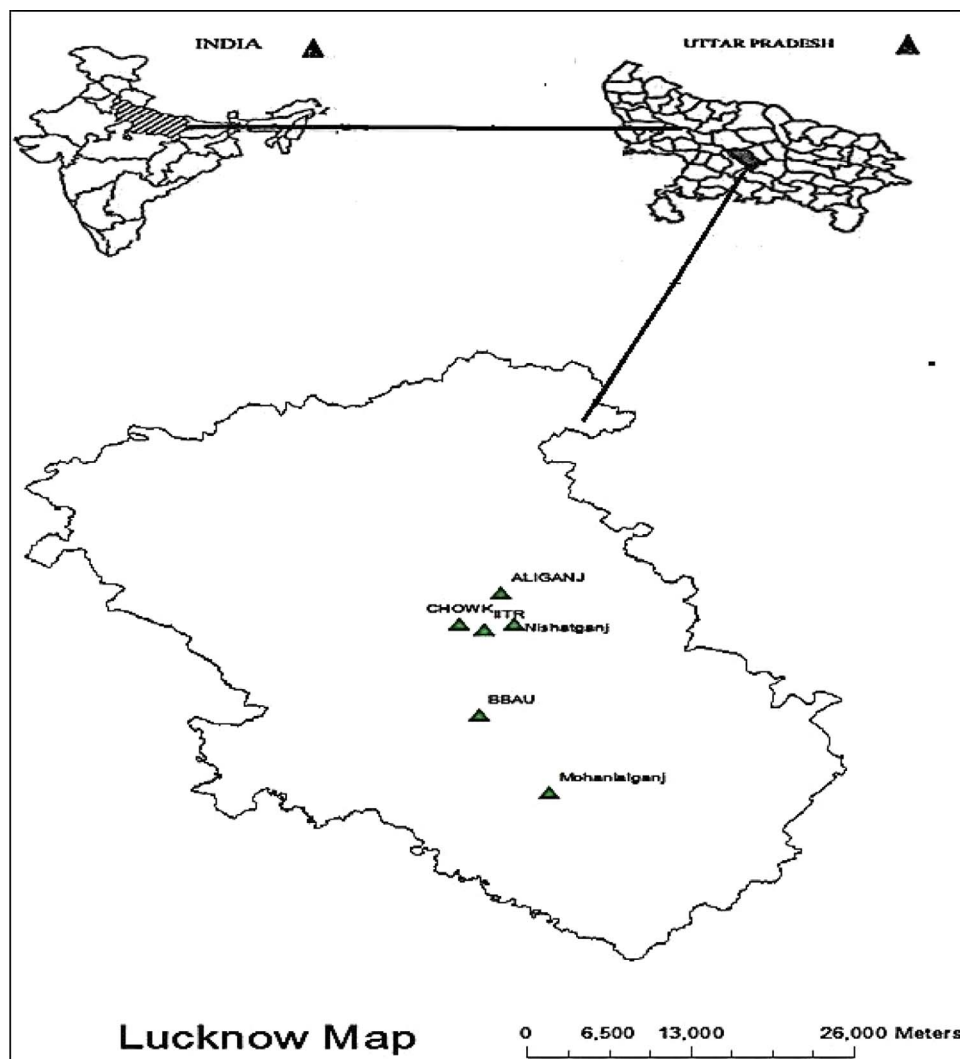 INDIA
UTTAR PRADESH
ALIGANJ
CHOWK
IITR
Nishatganj
BBAU
Mohanlalganj
Lucknow Map
0 6,500 13,000 26,000 Meters